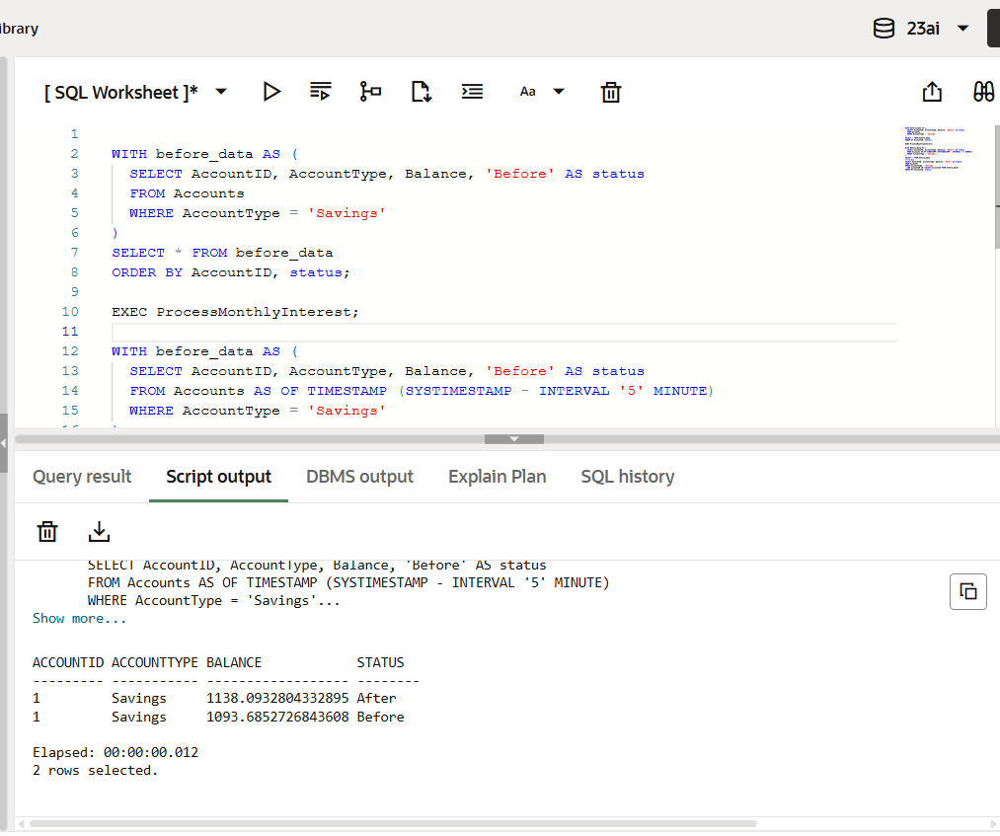 ibrary
23ai
[ SQL Worksheet ]*
Aa
1
2 WITH before_data AS (
3 SELECT AccountID, AccountType, Balance, 'Before' AS status
4 FROM Accounts
5 WHERE AccountType = 'Savings'
6 )
7 SELECT * FROM before_data
8 ORDER BY AccountID, status;
9
10 EXEC ProcessMonthlyInterest;
11
12 WITH before_data AS (
13 SELECT AccountID, AccountType, Balance, 'Before' AS status
14 FROM Accounts AS OF TIMESTAMP (SYSTIMESTAMP - INTERVAL '5' MINUTE)
15 WHERE AccountType = 'Savings'
Query result Script output DBMS output Explain Plan SQL history
SELECT AccountID, AccountType, Balance, 'Before' AS status
FROM Accounts AS OF TIMESTAMP (SYSTIMESTAMP - INTERVAL '5' MINUTE)
WHERE AccountType = 'Savings'...
Show more...
ACCOUNTID ACCOUNTTYPE BALANCE STATUS
--------- ----------- ------------------ --------
1 Savings 1138.0932804332895 After
1 Savings 1093.6852726843608 Before
Elapsed: 00:00:00.012
2 rows selected.